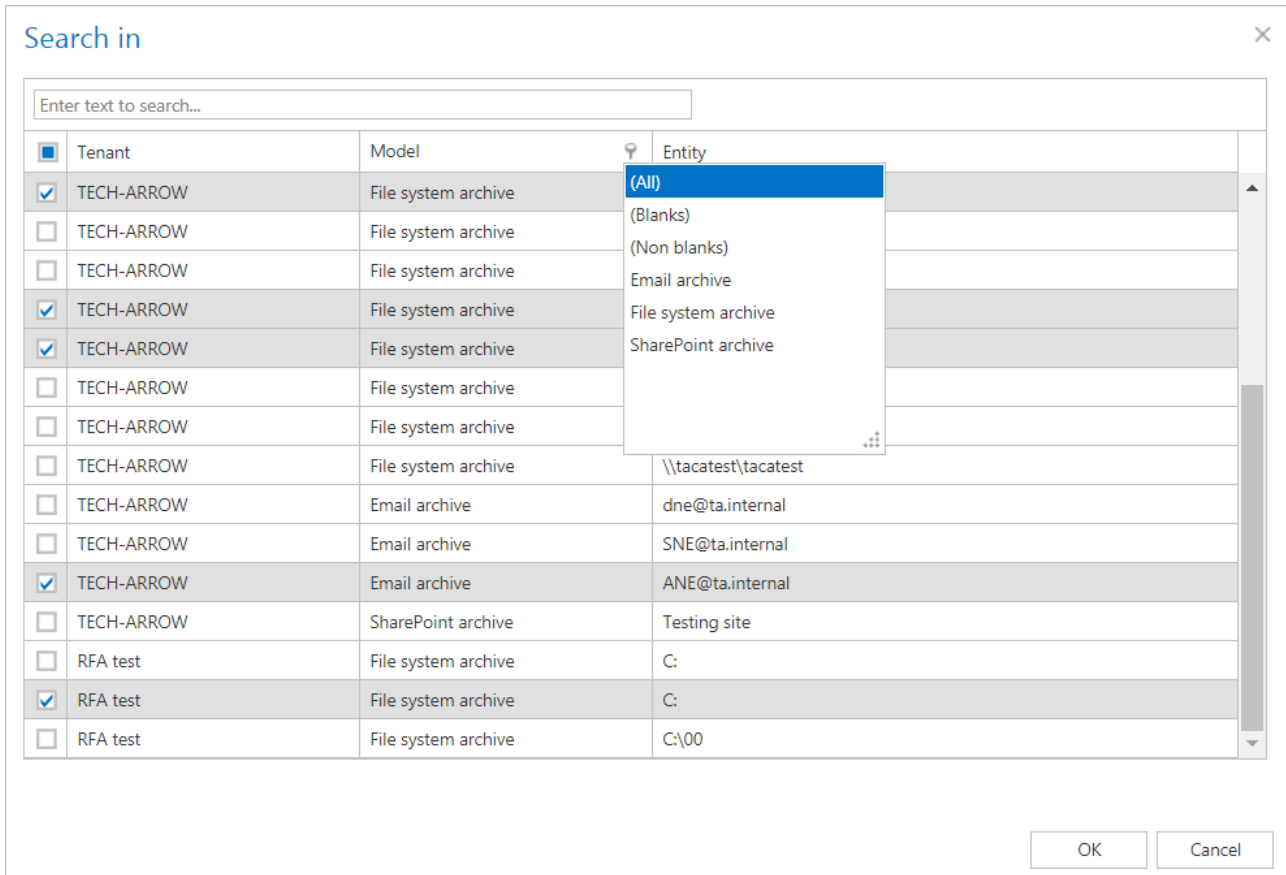 Search in
Enter text to search...
Tenant Model Entity
TECH-ARROW File system archive (All)
TECH-ARROW File system archive (Blanks)
TECH-ARROW File system archive (Non blanks)
TECH-ARROW File system archive Email archive
TECH-ARROW File system archive File system archive
TECH-ARROW File system archive SharePoint archive
TECH-ARROW File system archive
TECH-ARROW File system archive \\tacatest\tacatest
TECH-ARROW Email archive dne@ta.internal
TECH-ARROW Email archive SNE@ta.internal
TECH-ARROW Email archive ANE@ta.internal
TECH-ARROW SharePoint archive Testing site
RFA test File system archive C:
RFA test File system archive C:
RFA test File system archive C:\00
OK Cancel